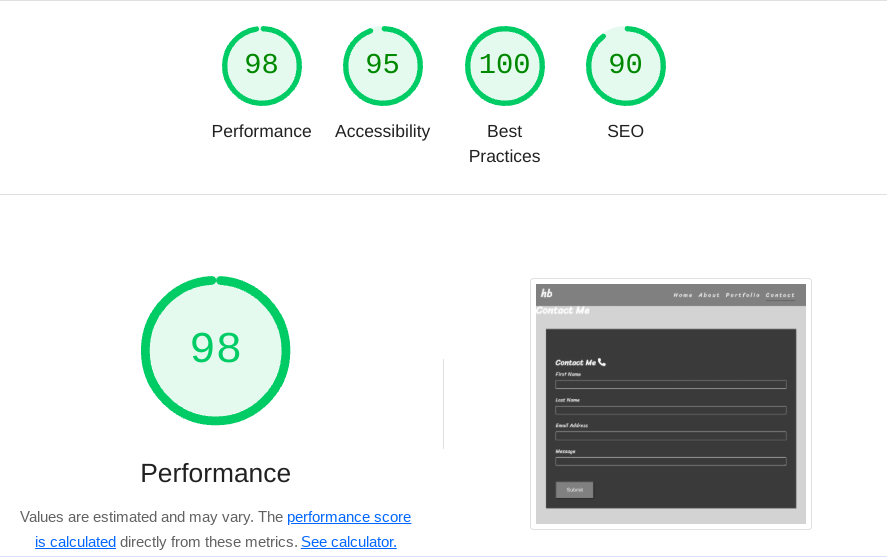 98 95 100 90
Performance Accessibility Best Practices SEO
98
Performance
Values are estimated and may vary. The performance score
is calculated directly from these metrics. See calculator.
hb Home About Portfolio Contact
Contact Me
Contact Me
First Name
Last Name
Email Address
Message
Submit